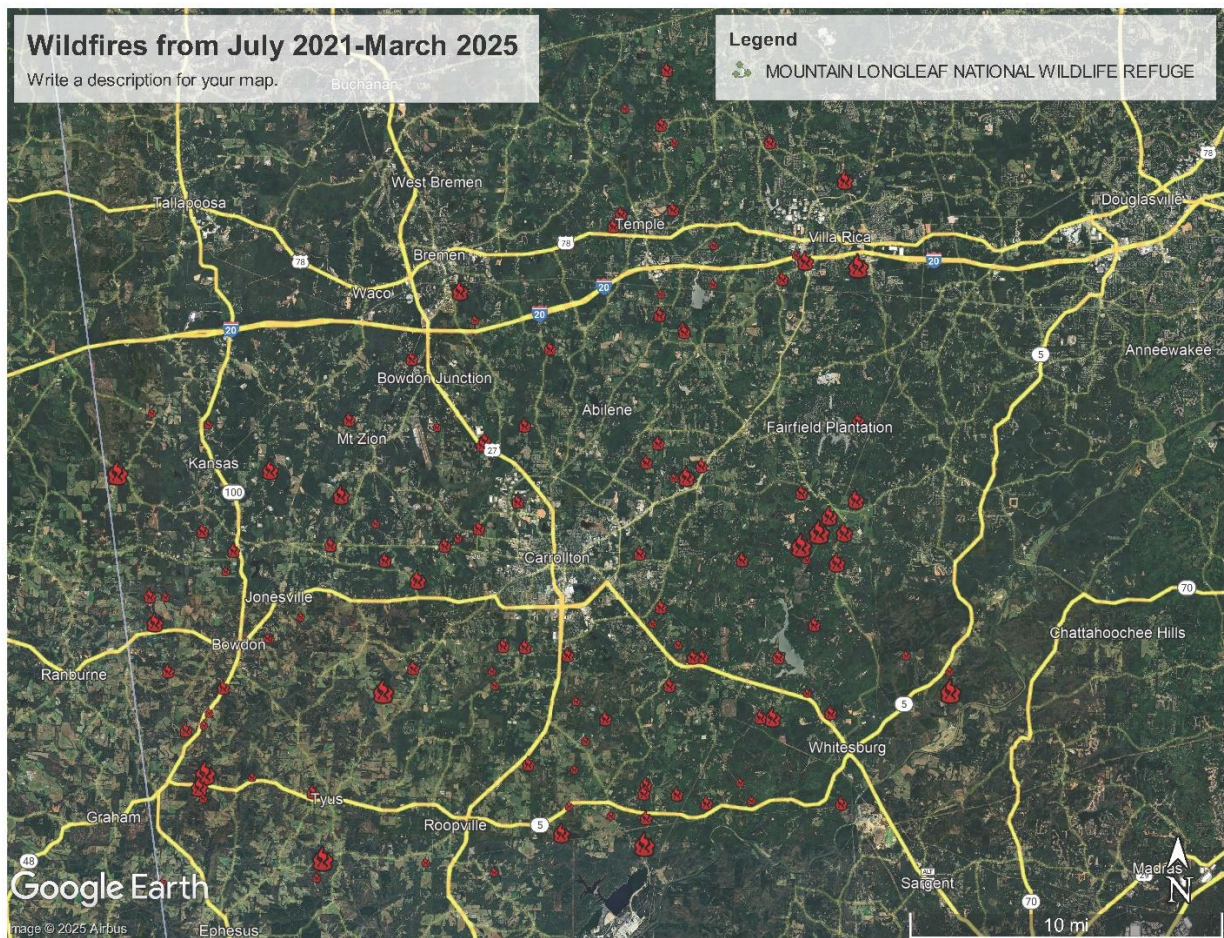 Wildfires from July 2021-March 2025
Write a description for your map.
Legend
MOUNTAIN LONGLEAF NATIONAL WILDLIFE REFUGE
Buchanan
78
West Bremen
Tallapoosa
Douglasville
Temple
78
Villa Rica
Bremen
78
20
Waco
20
20
20
5
Anneewakee
Bowdon Junction
Abilene
Mt Zion
Fairfield Plantation
27
Kansas
100
Carrollton
Jonesville
70
Bowdon
Chattahoochee Hills
Ranburne
5
Whitesburg
Tyus
Graham
Roopville
5
48
Madras
Sargent
ALT
27
N
Google Earth
70
10 mi
Image © 2025 Airbus
Ephesus